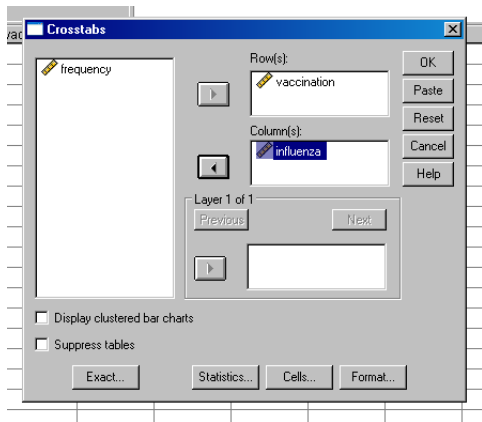 vac
Crosstabs
frequency
Row(s):
vaccination
Column(s):
influenza
Layer 1 of 1
Previous
Next
OK
Paste
Reset
Cancel
Help
Display clustered bar charts
Suppress tables
Exact...
Statistics...
Cells...
Format...